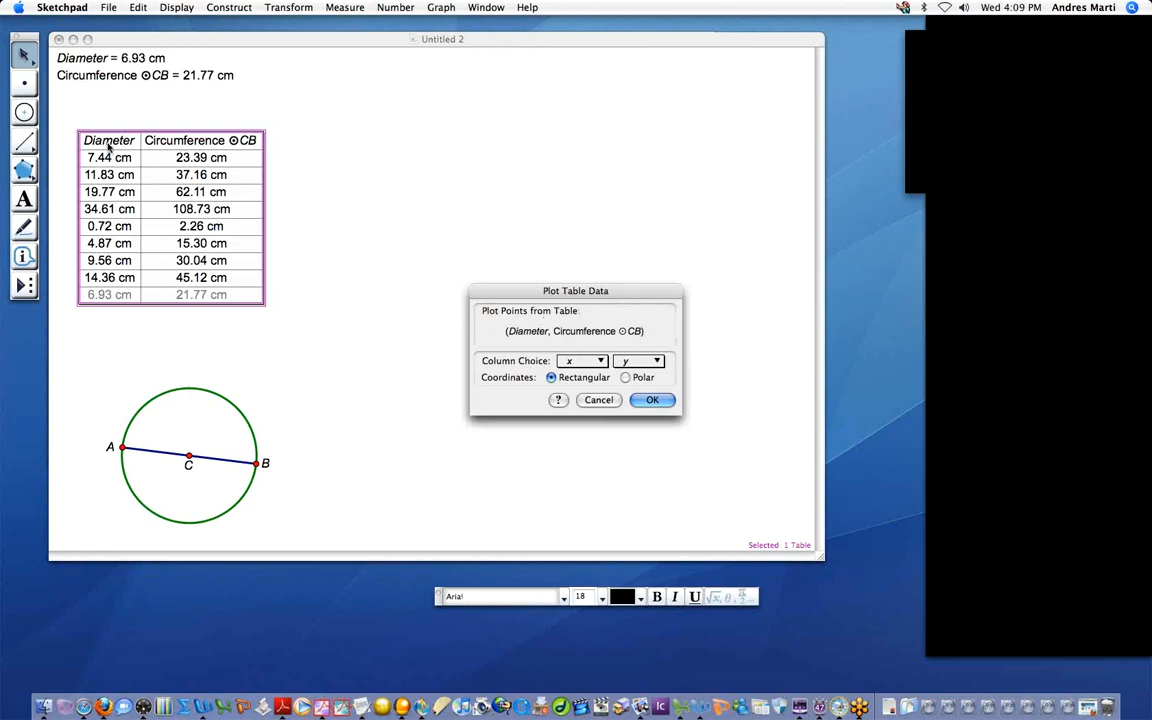 Sketchpad File Edit Display Construct Transform Measure Number Graph Window Help Wed 4:09 PM Andres Marti
Untitled 2
Diameter = 6.93 cm
Circumference ⊙CB = 21.77 cm
Diameter Circumference ⊙CB
7.44 cm 23.39 cm
11.83 cm 37.16 cm
19.77 cm 62.11 cm
34.61 cm 108.73 cm
0.72 cm 2.26 cm
4.87 cm 15.30 cm
9.56 cm 30.04 cm
14.36 cm 45.12 cm
6.93 cm 21.77 cm
Plot Table Data
Plot Points from Table:
(Diameter, Circumference ⊙CB)
Column Choice: x y
Coordinates: Rectangular Polar
? Cancel OK
A
C
B
Selected: 1 Table
Arial 18 B I U